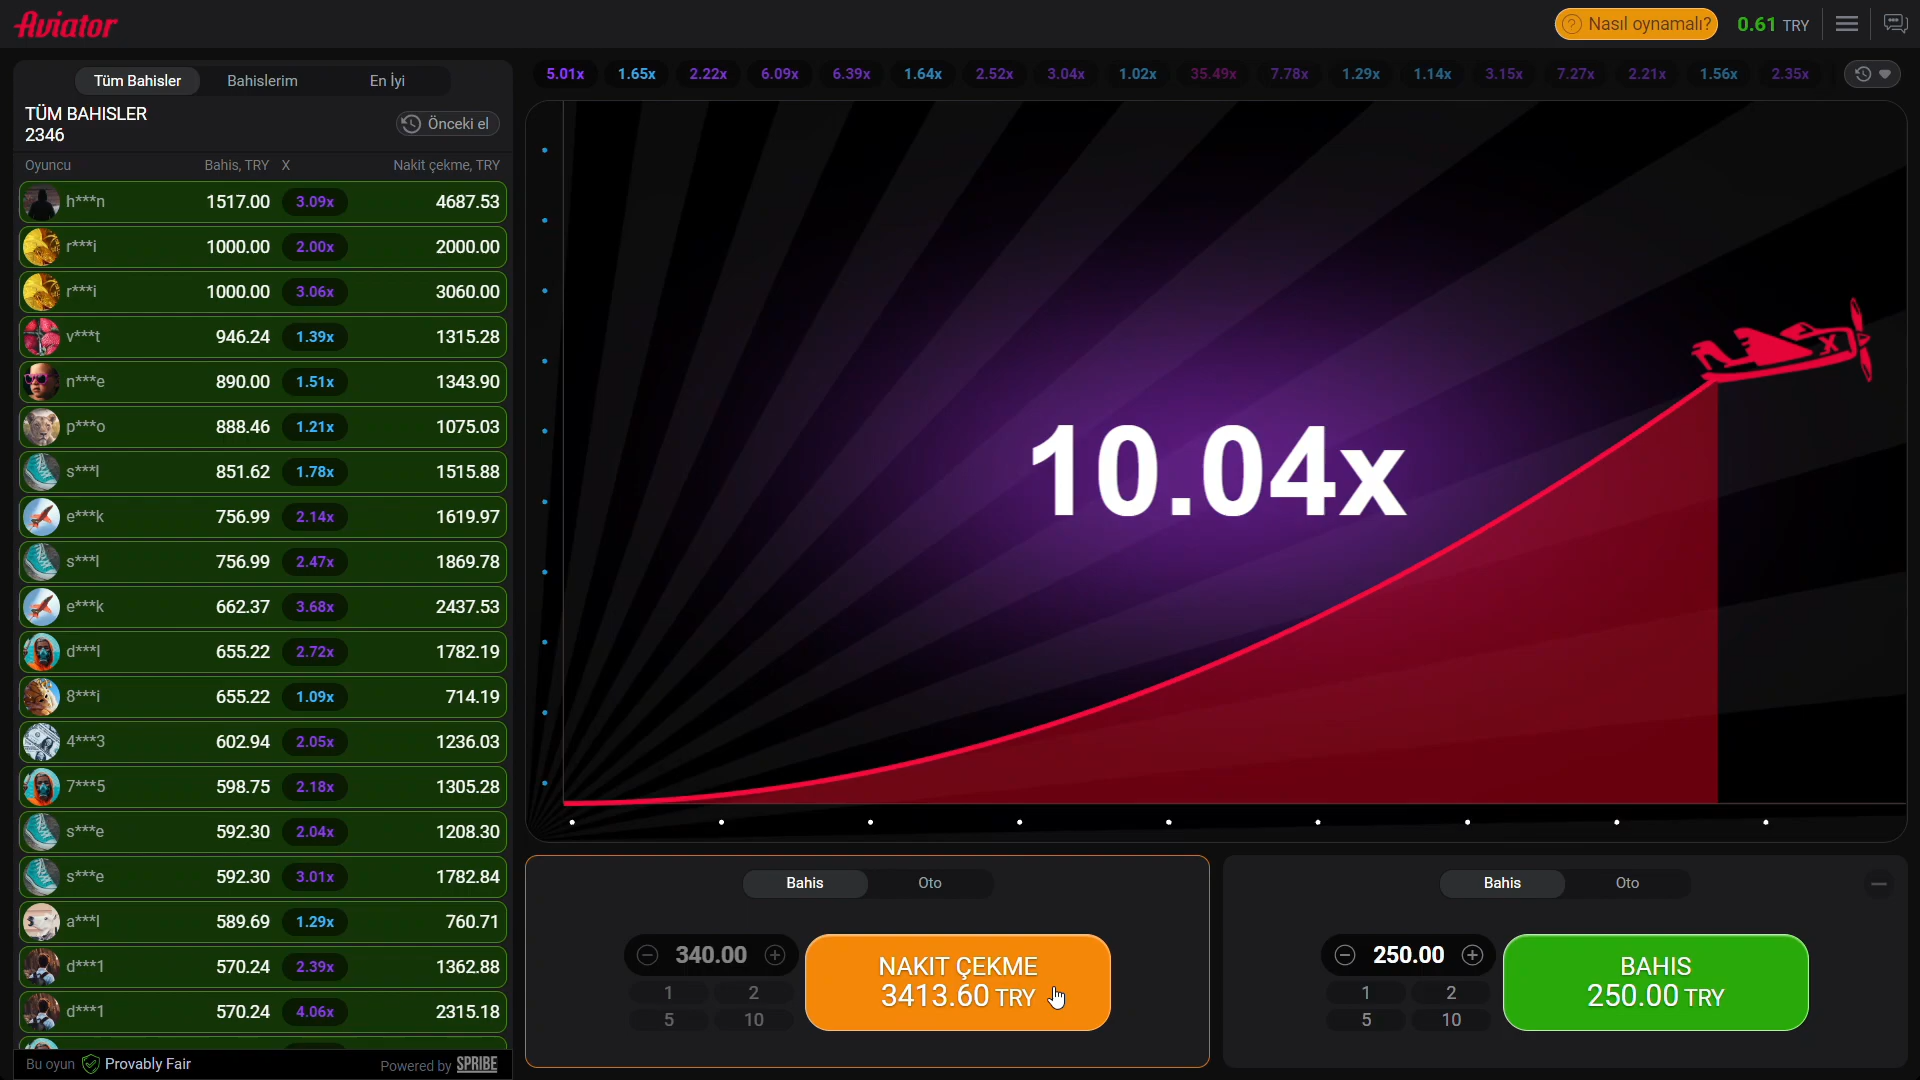 Aviator
Nasıl oynamalı?
0.61 TRY
Tüm Bahisler
Bahislerim
En İyi
5.01x 1.65x 2.22x 6.09x 6.39x 1.64x 2.52x 3.04x 1.02x 35.49x 7.78x 1.29x 1.14x 3.15x 7.27x 2.21x 1.56x 2.35x
TÜM BAHISLER
2346
Önceki el
Oyuncu Bahis, TRY X Nakit çekme, TRY
h***n 1517.00 3.09x 4687.53
r***i 1000.00 2.00x 2000.00
r***i 1000.00 3.06x 3060.00
v***t 946.24 1.39x 1315.28
n***e 890.00 1.51x 1343.90
p***o 888.46 1.21x 1075.03
s***l 851.62 1.78x 1515.88
e***k 756.99 2.14x 1619.97
s***l 756.99 2.47x 1869.78
e***k 662.37 3.68x 2437.53
d***l 655.22 2.72x 1782.19
8***i 655.22 1.09x 714.19
4***3 602.94 2.05x 1236.03
7***5 598.75 2.18x 1305.28
s***e 592.30 2.04x 1208.30
s***e 592.30 3.01x 1782.84
a***l 589.69 1.29x 760.71
d***1 570.24 2.39x 1362.88
d***1 570.24 4.06x 2315.18
Bu oyun Provably Fair
Powered by SPRIBE
10.04x
X
Bahis Oto
340.00
1 2
5 10
NAKIT ÇEKME
3413.60 TRY
Bahis Oto
250.00
1 2
5 10
BAHIS
250.00 TRY